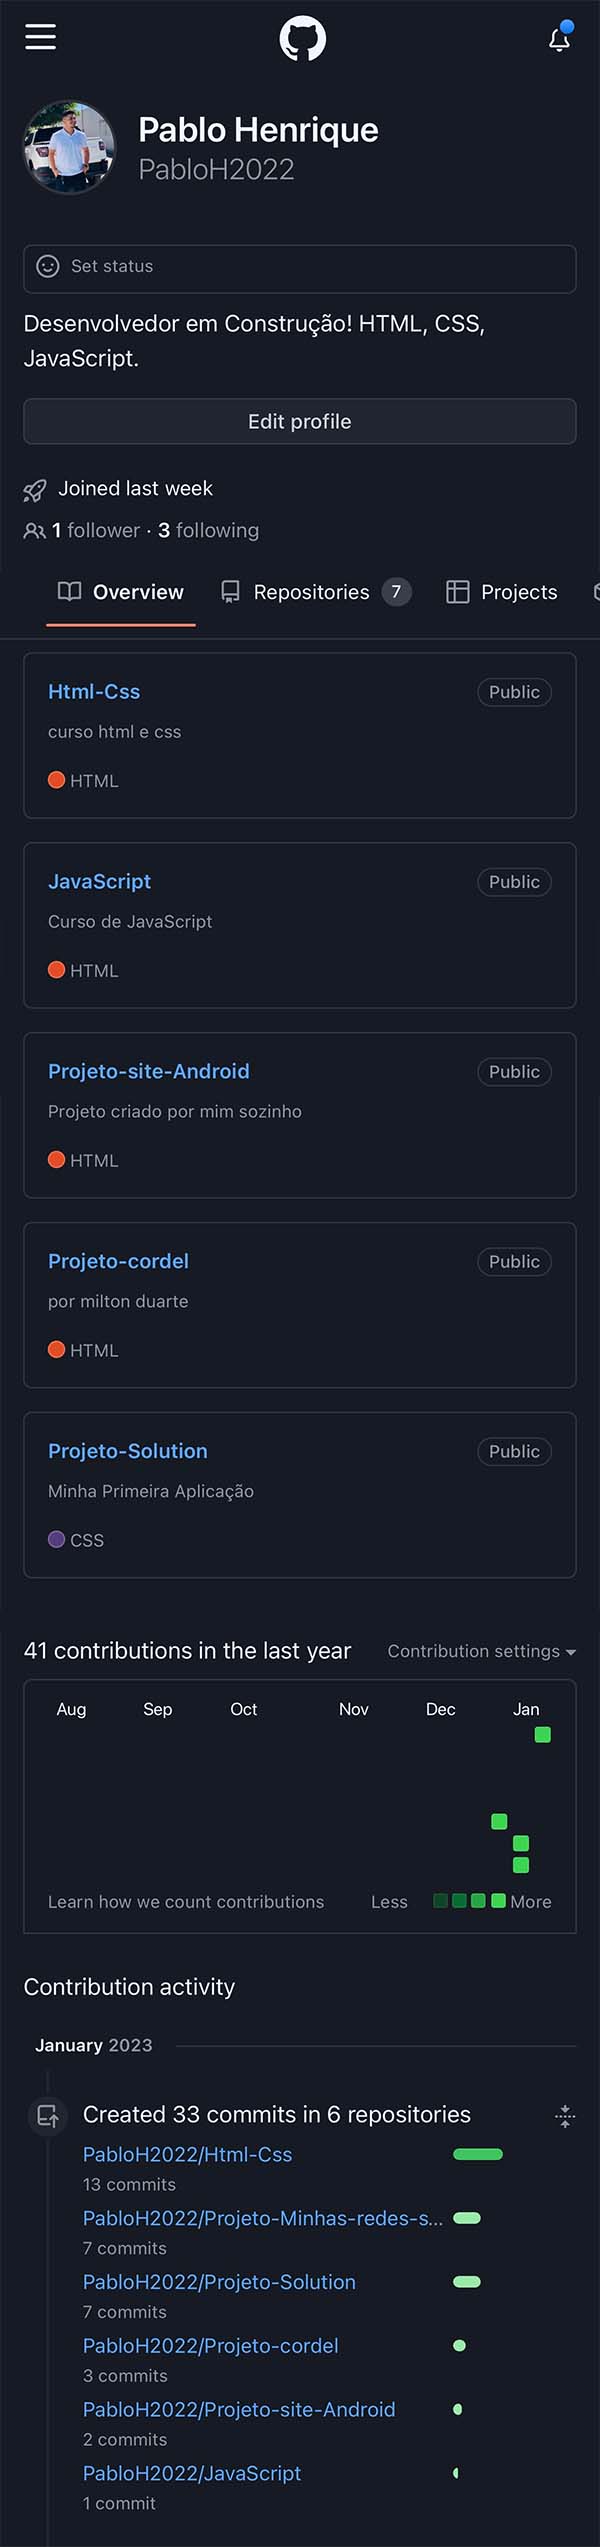 Pablo Henrique
PabloH2022
Set status
Desenvolvedor em Construção! HTML, CSS,
JavaScript.
Edit profile
Joined last week
1 follower · 3 following
Overview Repositories 7 Projects
Html-Css Public
curso html e css
HTML
JavaScript Public
Curso de JavaScript
HTML
Projeto-site-Android Public
Projeto criado por mim sozinho
HTML
Projeto-cordel Public
por milton duarte
HTML
Projeto-Solution Public
Minha Primeira Aplicação
CSS
41 contributions in the last year Contribution settings
Aug Sep Oct Nov Dec Jan
Learn how we count contributions Less More
Contribution activity
January 2023
Created 33 commits in 6 repositories
PabloH2022/Html-Css
13 commits
PabloH2022/Projeto-Minhas-redes-s...
7 commits
PabloH2022/Projeto-Solution
7 commits
PabloH2022/Projeto-cordel
3 commits
PabloH2022/Projeto-site-Android
2 commits
PabloH2022/JavaScript
1 commit